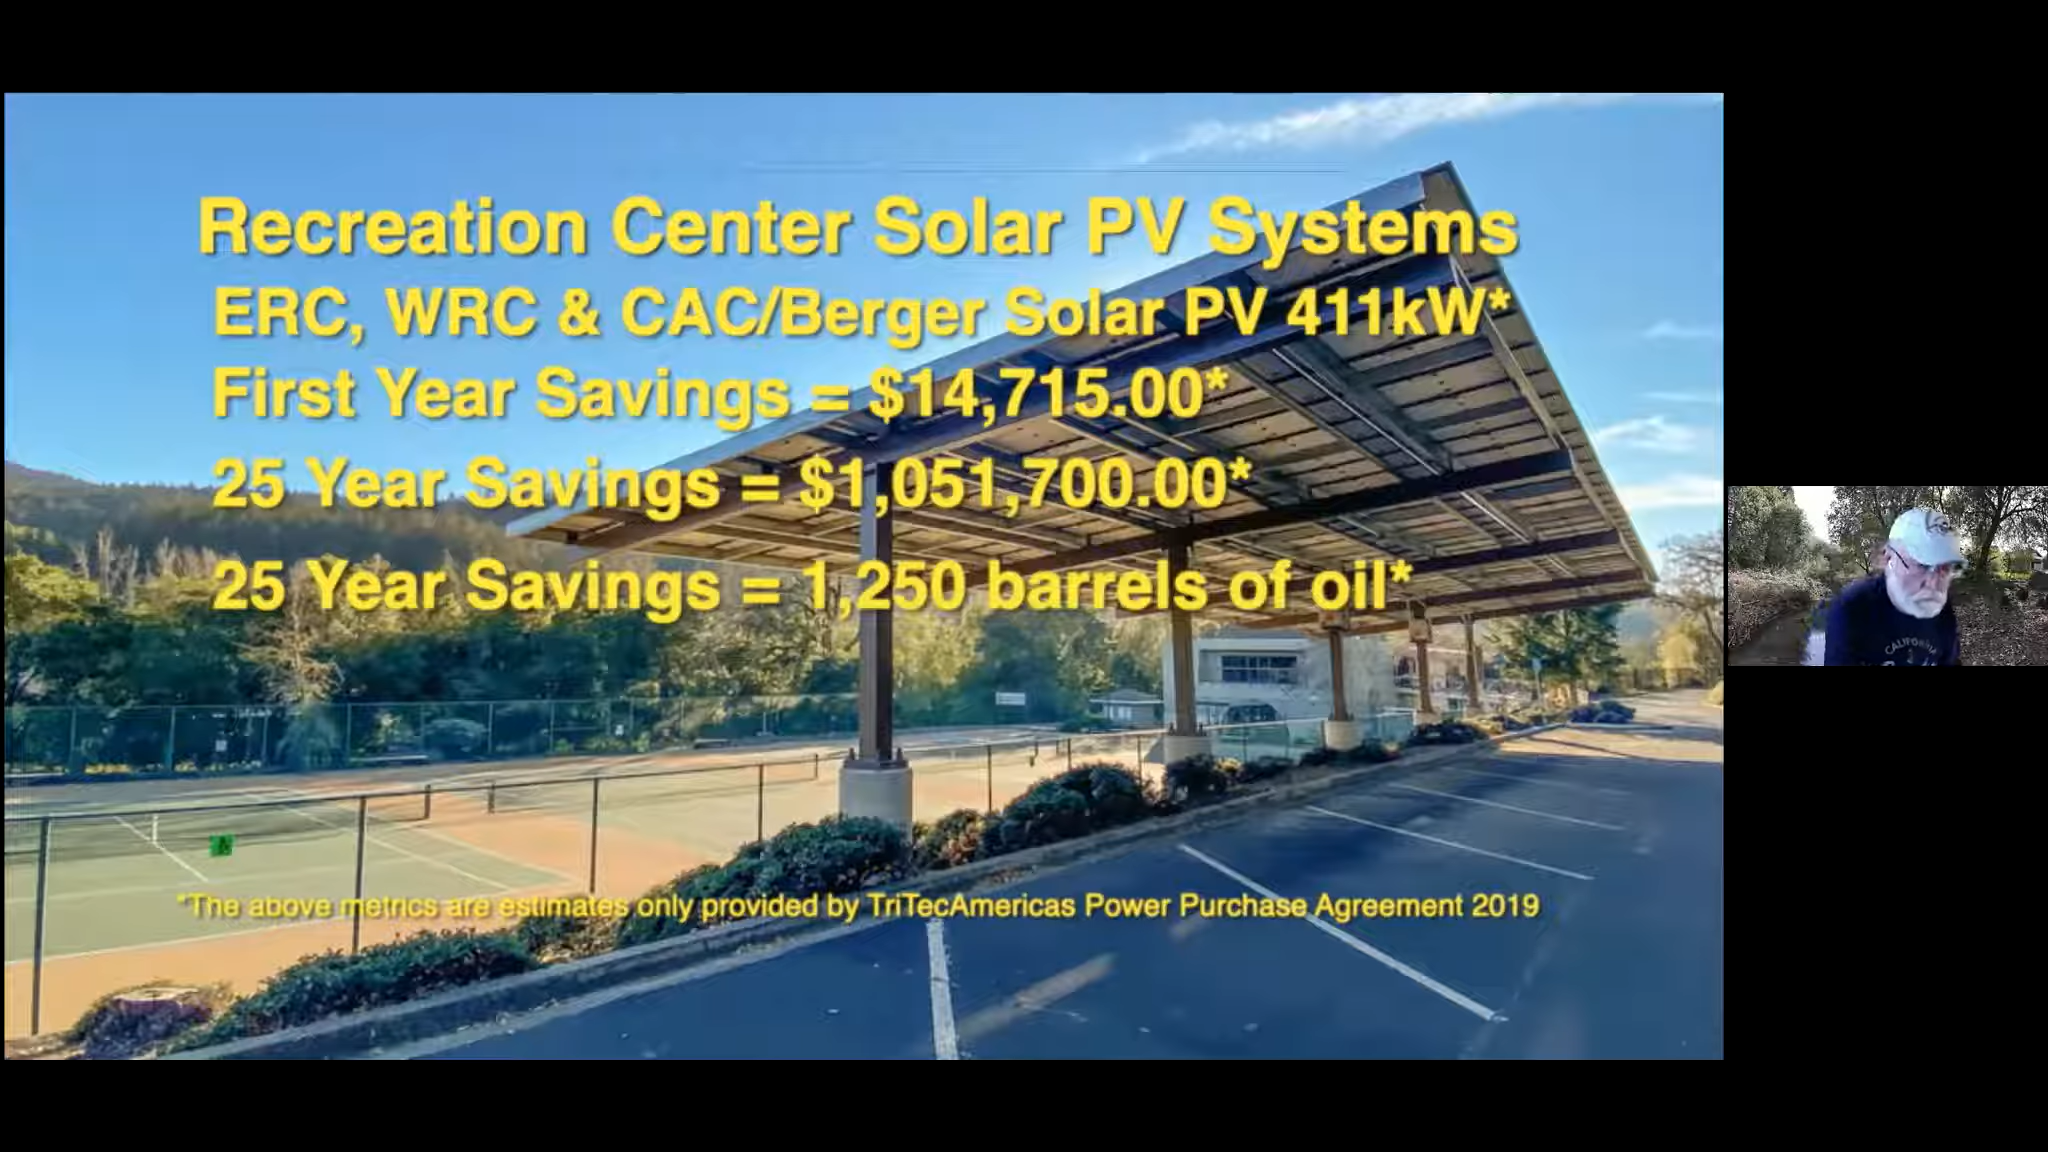 Recreation Center Solar PV Systems
ERC, WRC & CAC/Berger Solar PV 411kW*
First Year Savings = $14,715.00*
25 Year Savings = $1,051,700.00*
25 Year Savings = 1,250 barrels of oil*
*The above metrics are estimates only provided by TriTecAmericas Power Purchase Agreement 2019
CALIFORNIA